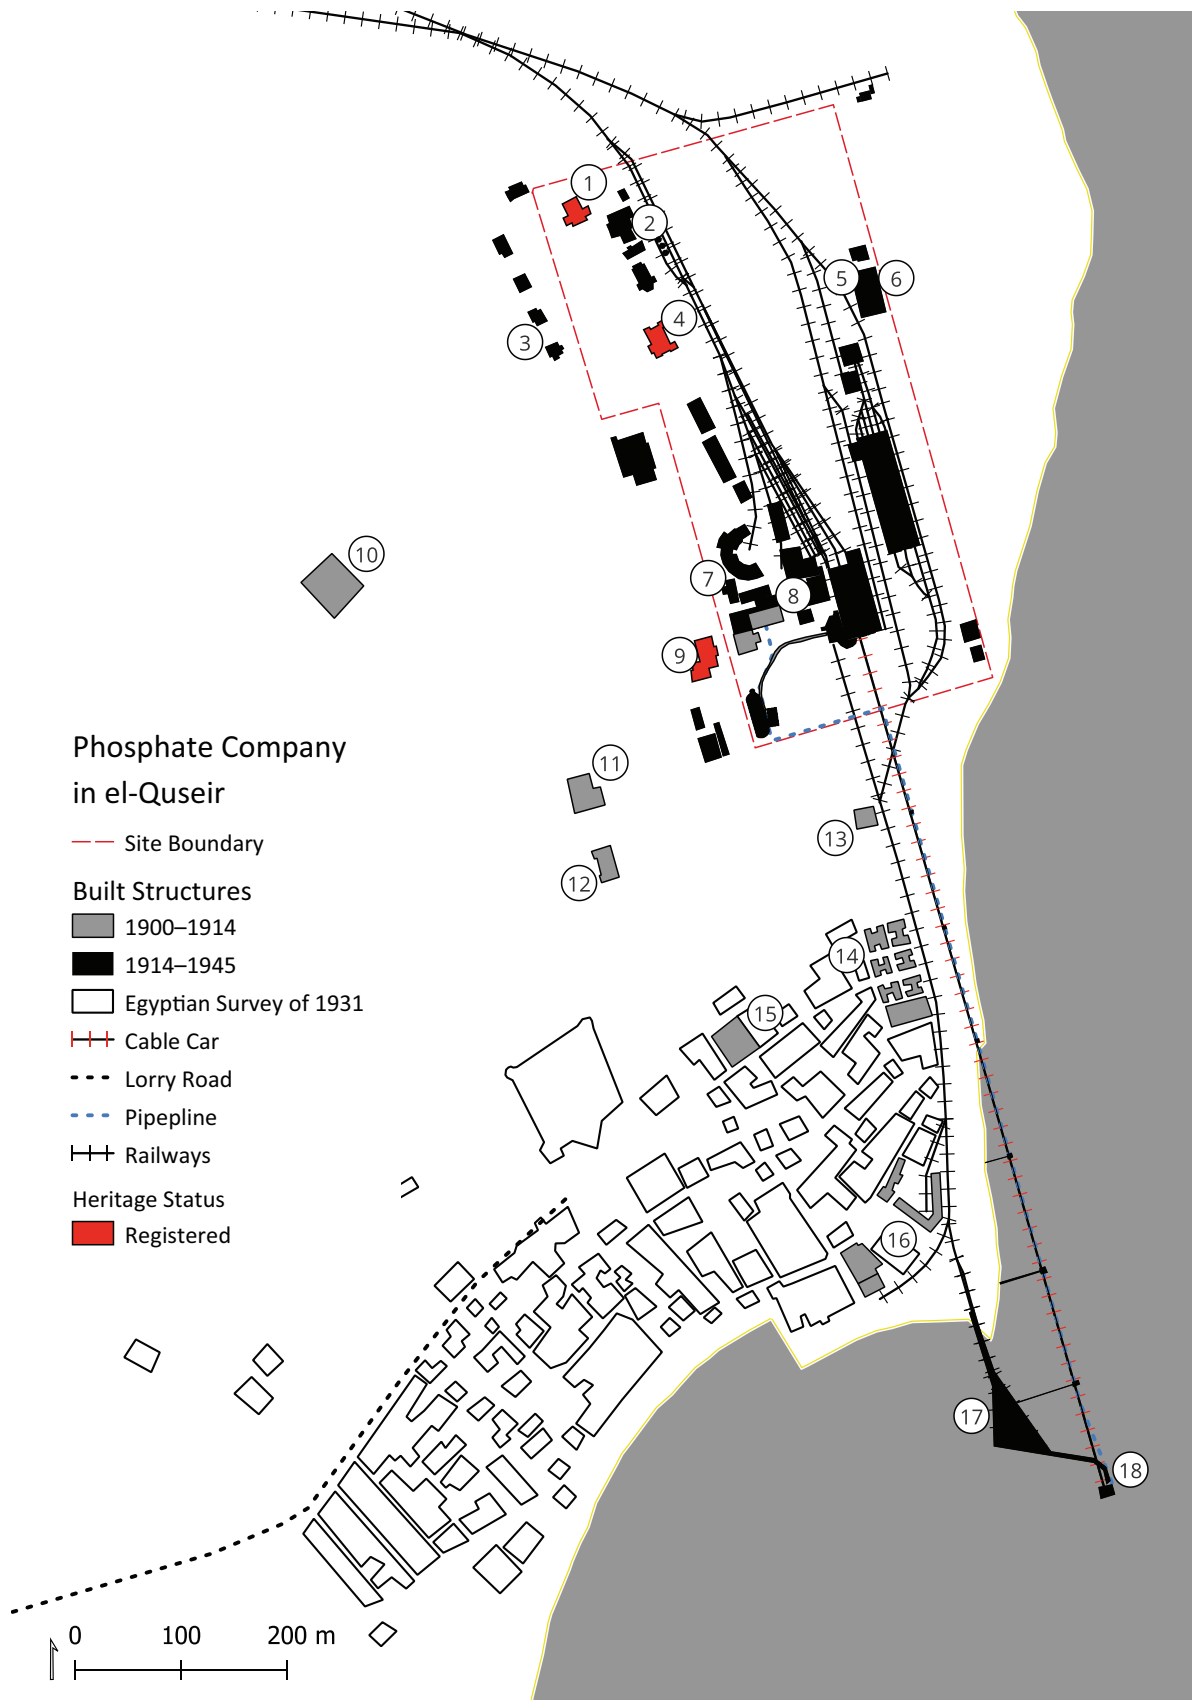 1
2
3
4
5
6
7
8
9
10
11
12
13
14
15
16
17
18
Phosphate Company
in el-Quseir
Site Boundary
Built Structures
1900–1914
1914–1945
Egyptian Survey of 1931
Cable Car
Lorry Road
Pipepline
Railways
Heritage Status
Registered
0 100 200 m